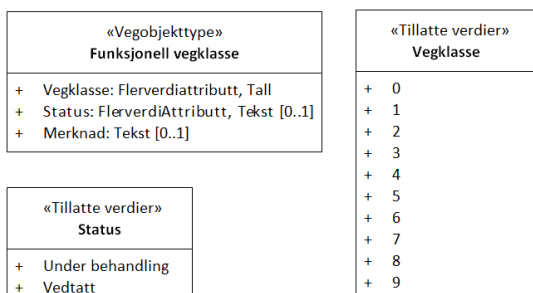 «Vegobjekttype»
Funksjonell vegklasse
+ Vegklasse: Flerverdiattributt, Tall
+ Status: FlerverdiAttributt, Tekst [0..1]
+ Merknad: Tekst [0..1]
«Tillatte verdier»
Status
+ Under behandling
+ Vedtatt
«Tillatte verdier»
Vegklasse
+ 0
+ 1
+ 2
+ 3
+ 4
+ 5
+ 6
+ 7
+ 8
+ 9